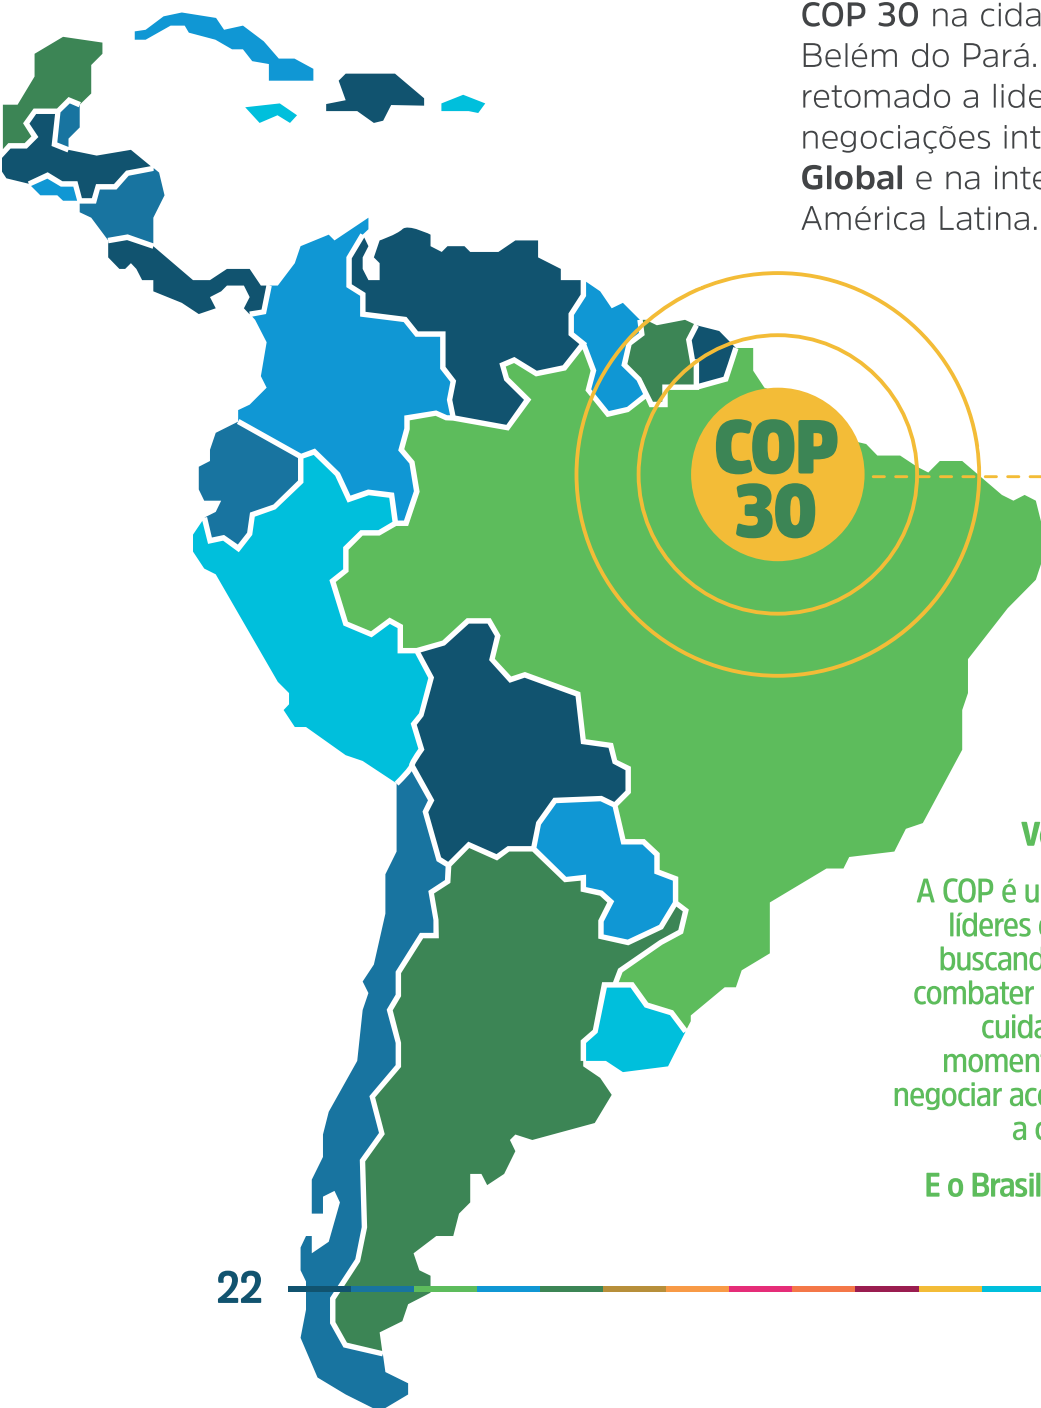 COP 30 na cida
Belém do Pará.
retomado a lide
negociações int
Global e na inte
América Latina.
COP
30
A COP é u
líderes
buscand
combater
cuida
momen
negociar ac
a
E o Brasil
22